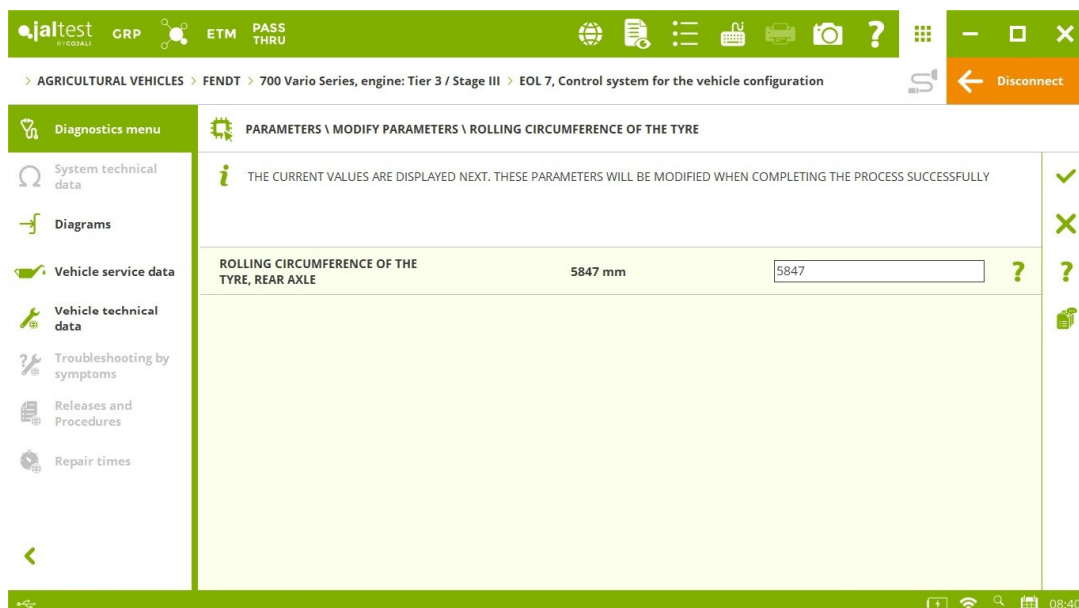 jaltest GRP ETM PASS THRU ?
BY COJALI
> AGRICULTURAL VEHICLES > FENDT > 700 Vario Series, engine: Tier 3 / Stage III > EOL 7, Control system for the vehicle configuration
Disconnect
Diagnostics menu
PARAMETERS \ MODIFY PARAMETERS \ ROLLING CIRCUMFERENCE OF THE TYRE
System technical
data
THE CURRENT VALUES ARE DISPLAYED NEXT. THESE PARAMETERS WILL BE MODIFIED WHEN COMPLETING THE PROCESS SUCCESSFULLY
Diagrams
Vehicle service data
ROLLING CIRCUMFERENCE OF THE
TYRE, REAR AXLE
5847 mm
5847
? ?
Vehicle technical
data
Troubleshooting by
symptoms
Releases and
Procedures
Repair times
08:40